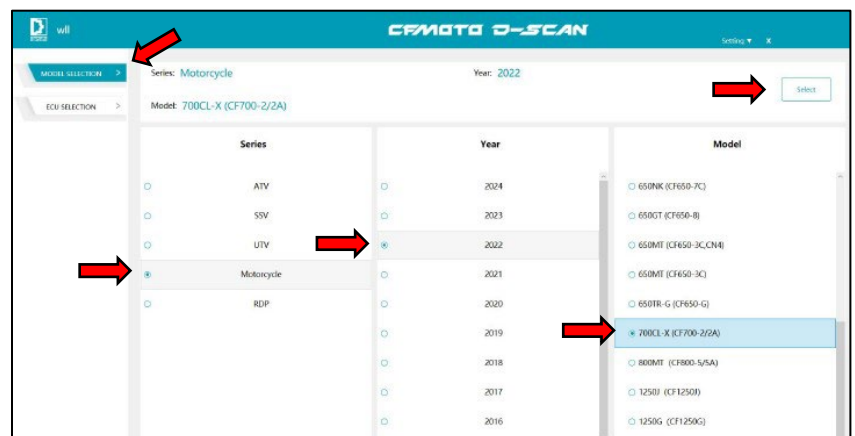 wll
CFMOTO D-SCAN
Setting ▼ X
MODEL SELECTION >
ECU SELECTION >
Series: Motorcycle
Year: 2022
Select
Model: 700CL-X (CF700-2/2A)
Series Year Model
ATV 2024 650NK (CF650-7C)
SSV 2023 650GT (CF650-8)
UTV 2022 650MT (CF650-3C,CN4)
Motorcycle 2021 650MT (CF650-3C)
RDP 2020 650TR-G (CF650-G)
2019 700CL-X (CF700-2/2A)
2018 800MT (CF800-5/5A)
2017 1250J (CF1250J)
2016 1250G (CF1250G)